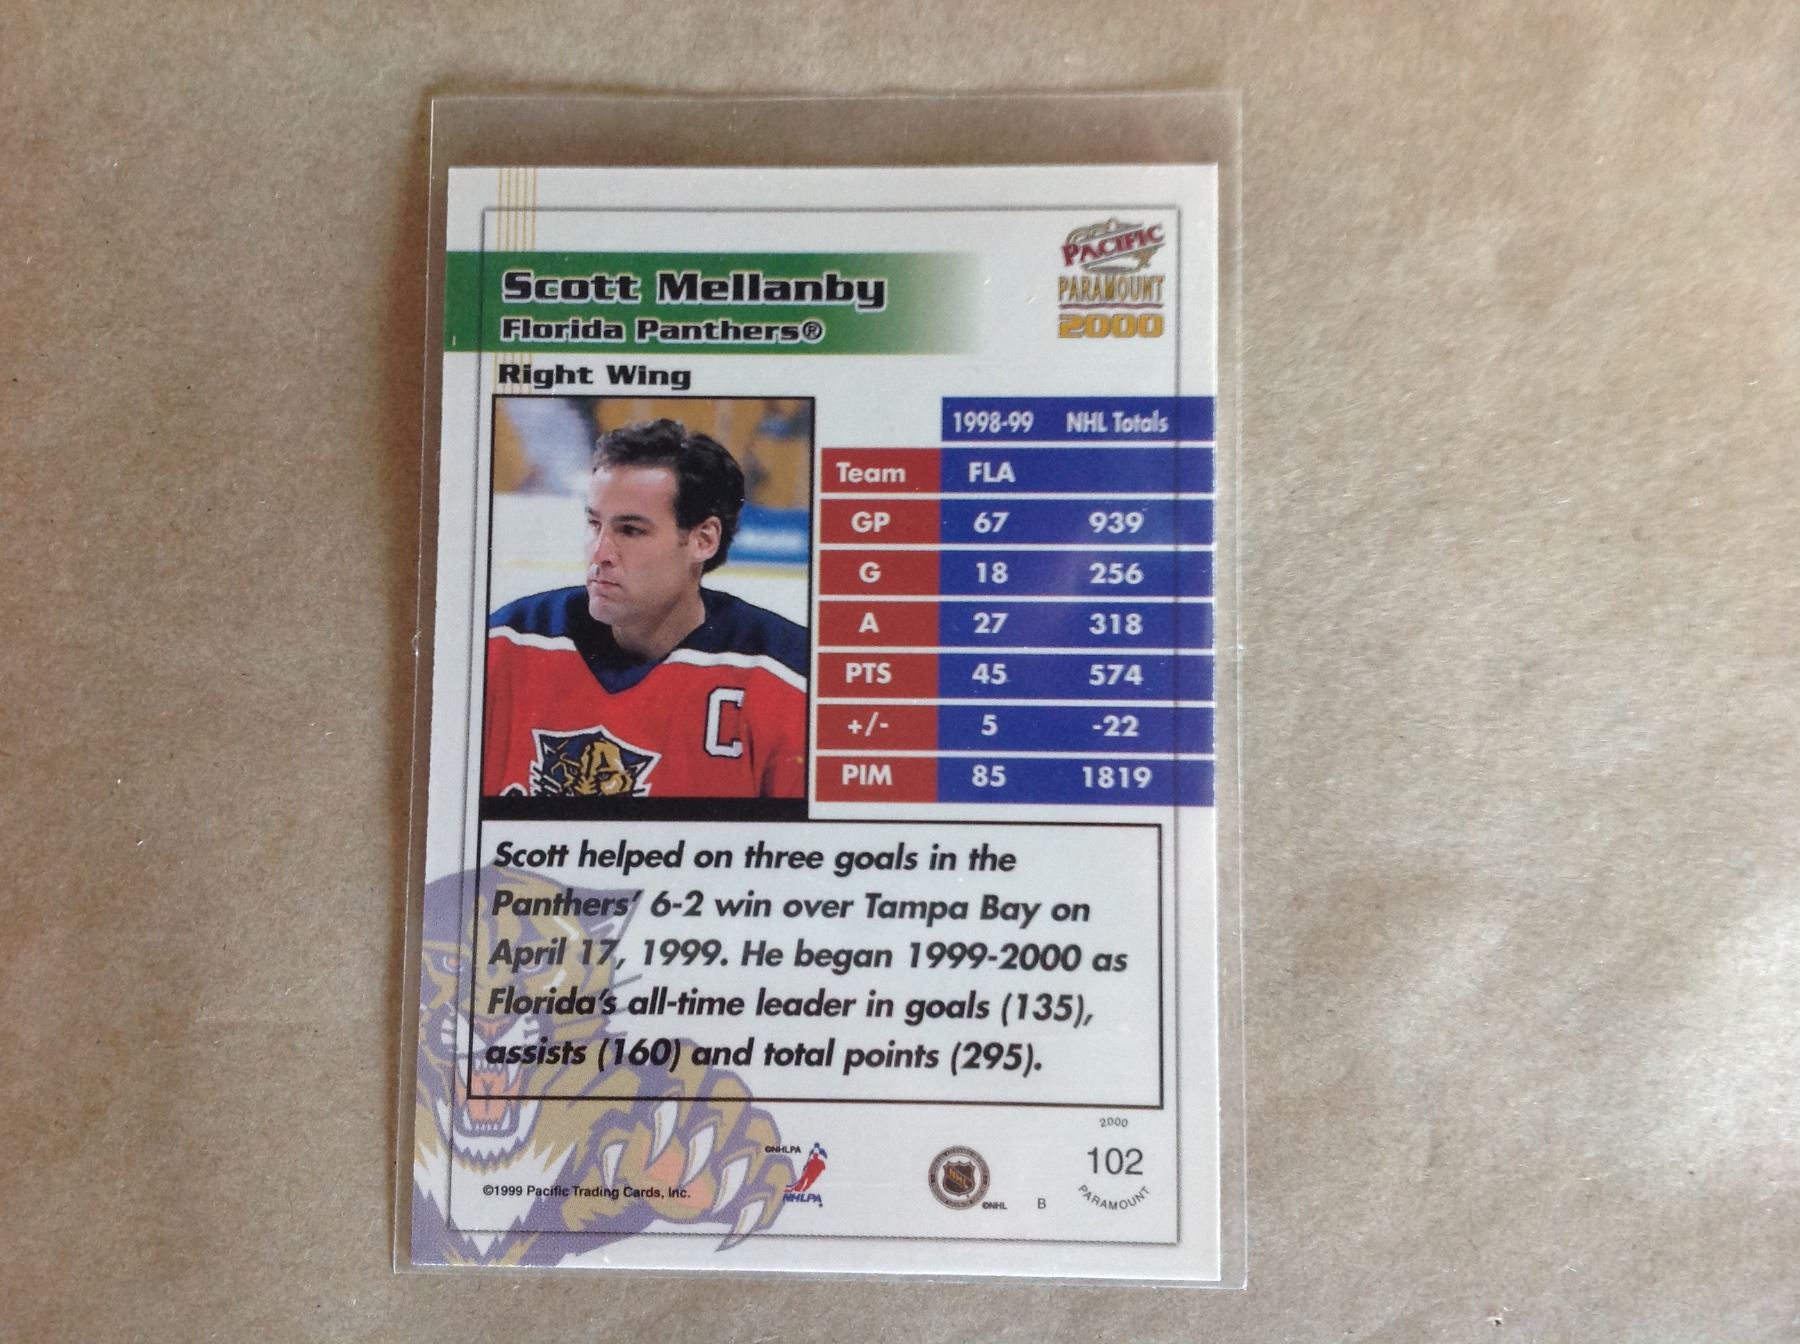 PACIFIC
PARAMOUNT
2000
Scott Mellanby
Florida Panthers®
Right Wing
1998-99 NHL Totals
Team FLA
GP 67 939
G 18 256
A 27 318
PTS 45 574
+/- 5 -22
PIM 85 1819
C
Scott helped on three goals in the
Panthers' 6-2 win over Tampa Bay on
April 17, 1999. He began 1999-2000 as
Florida's all-time leader in goals (135),
assists (160) and total points (295).
©1999 Pacific Trading Cards, Inc.
©NHLPA
NHLPA
NHL
©NHL
B
2000
102
PARAMOUNT